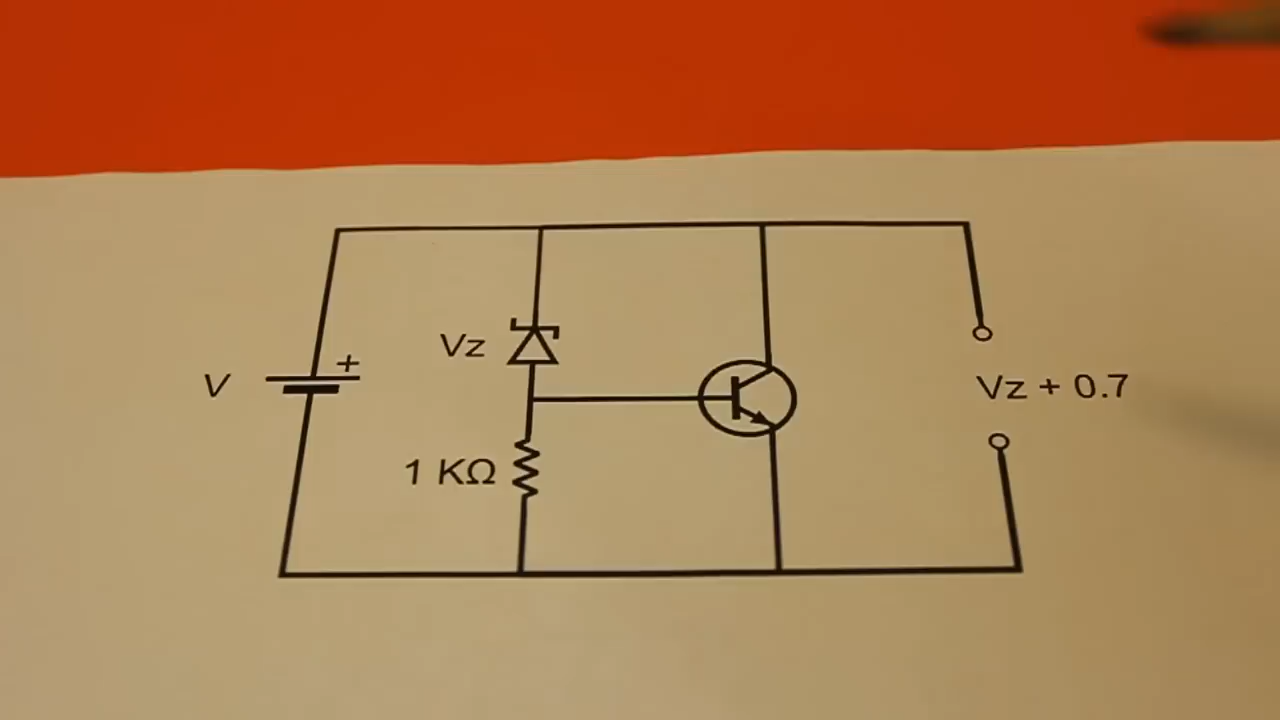 +
V
Vz
1 KΩ
Vz + 0.7